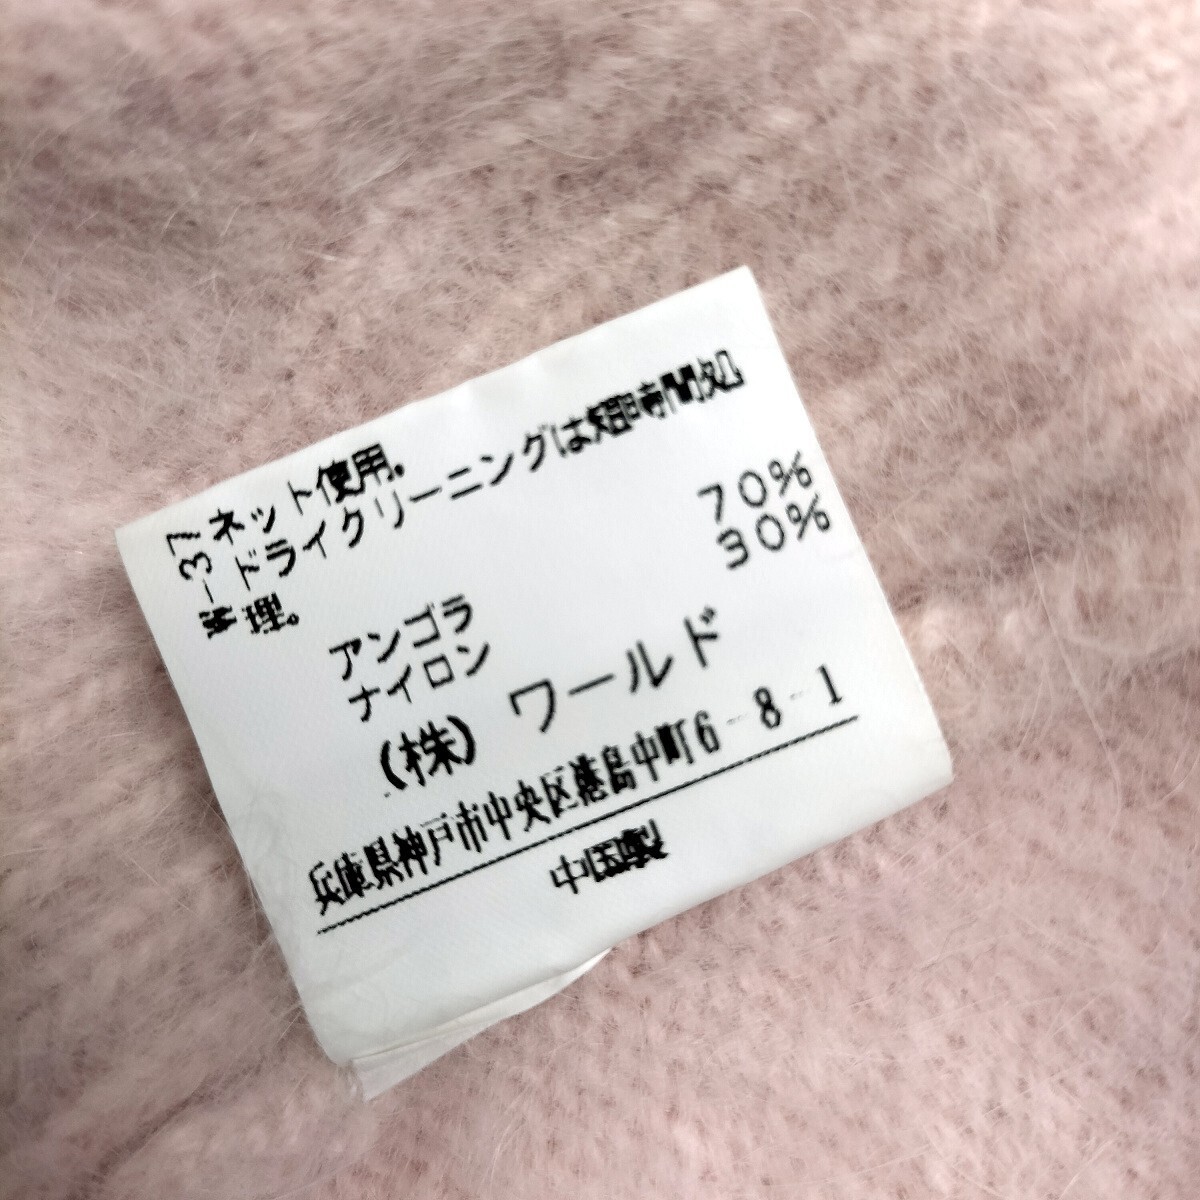 ネット使用。
ドライクリーニングは短時間処
理。
W-37
アンゴラ 70%
ナイロン 30%
(株) ワールド
兵庫県神戸市中央区港島中町6-8-1
中国製